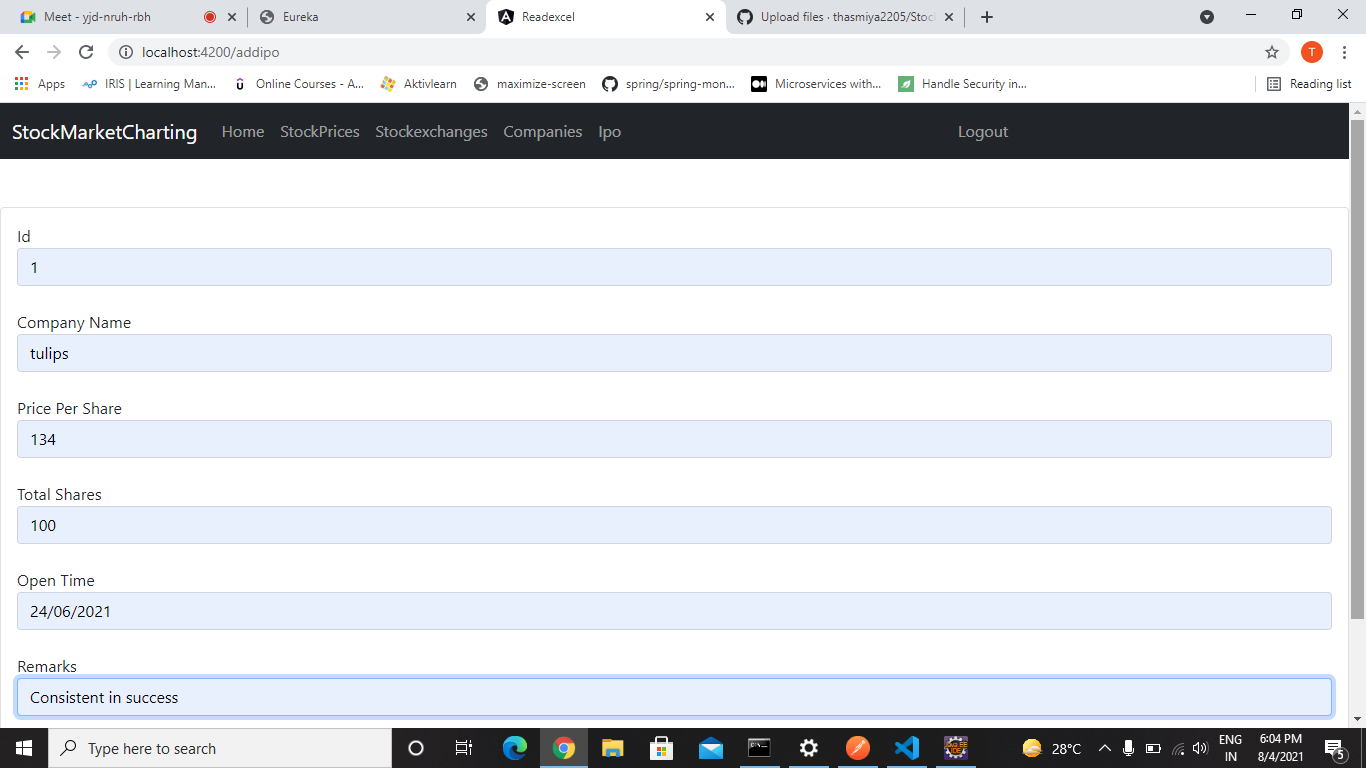 Meet - yjd-nruh-rbh
Eureka
Readexcel
Upload files · thasmiya2205/Stoc
localhost:4200/addipo
T
Apps
IRIS | Learning Man...
Online Courses - A...
Aktivlearn
maximize-screen
spring/spring-mon...
Microservices with...
Handle Security in...
Reading list
StockMarketCharting
Home
StockPrices
Stockexchanges
Companies
Ipo
Logout
Id
1
Company Name
tulips
Price Per Share
134
Total Shares
100
Open Time
24/06/2021
Remarks
Consistent in success
Type here to search
28°C
ENG
IN
6:04 PM
8/4/2021
5